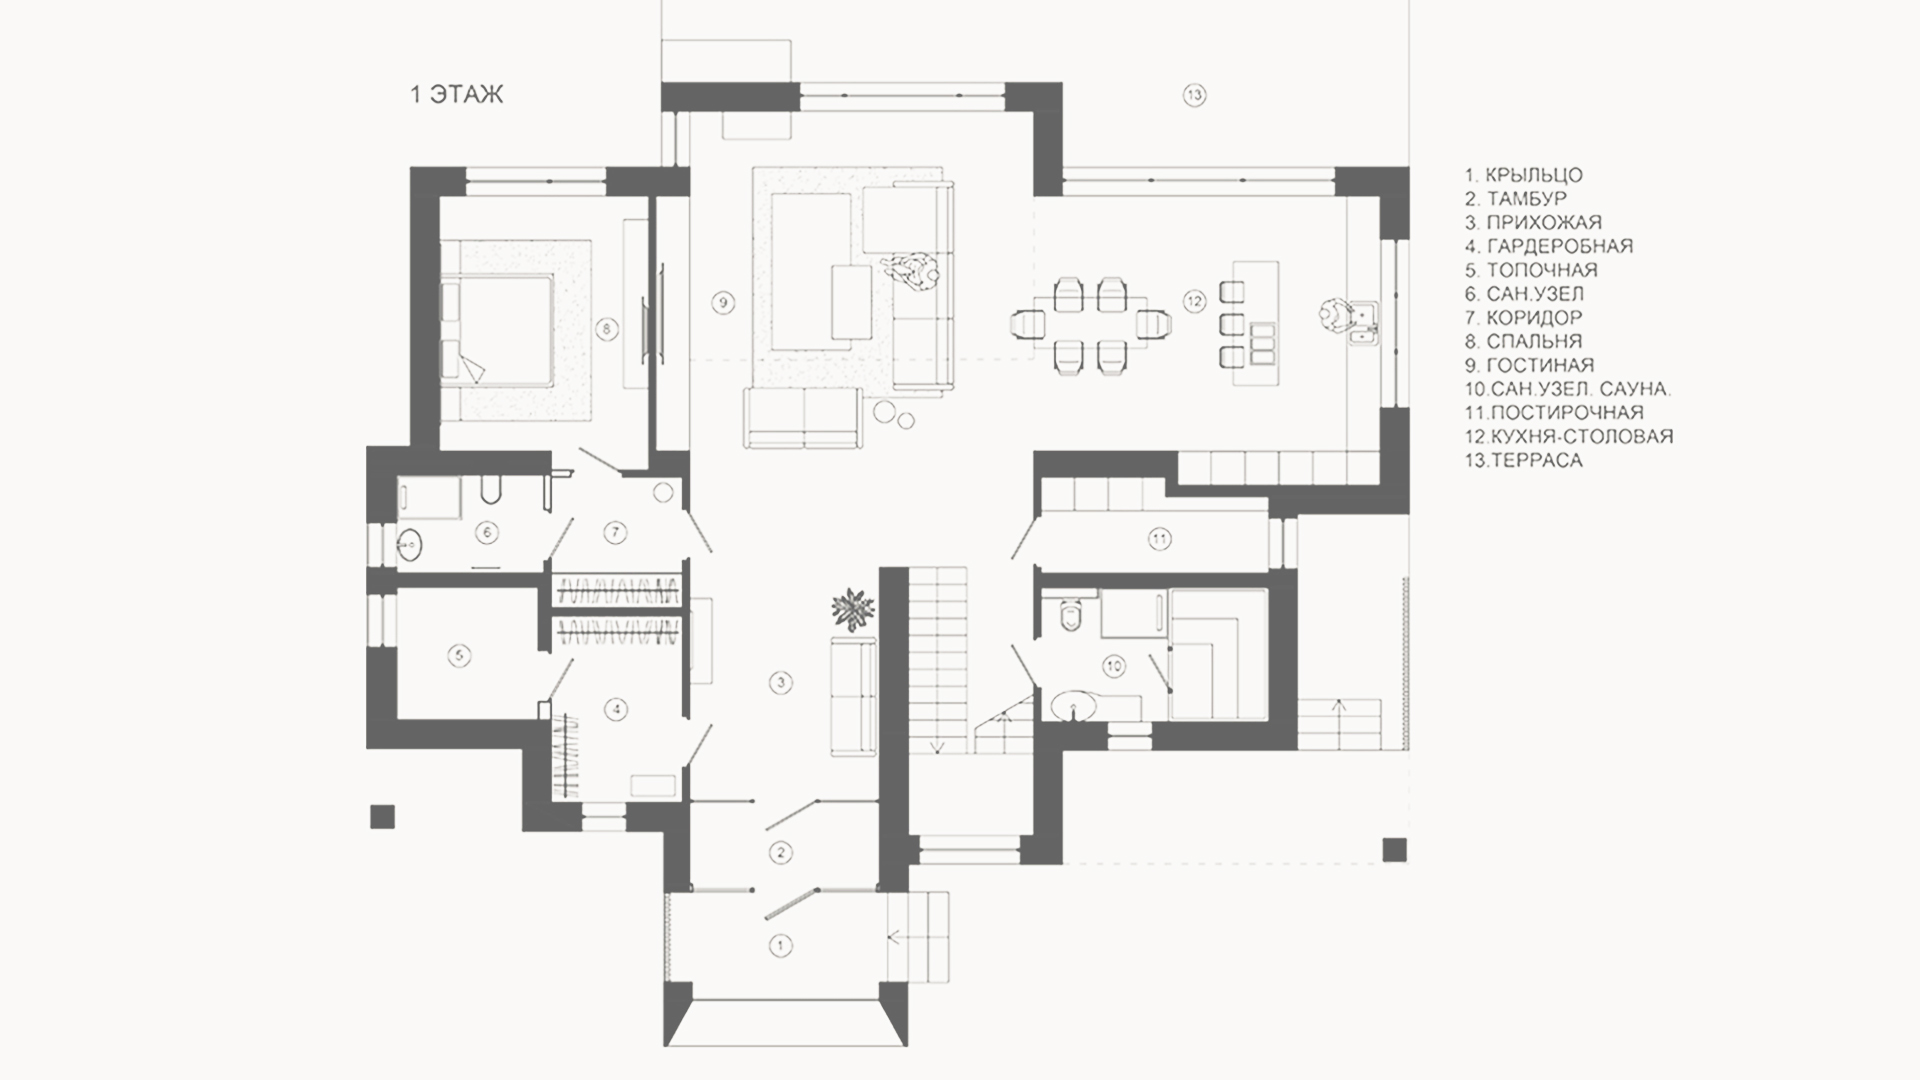 1 ЭТАЖ
13
1. КРЫЛЬЦО
2. ТАМБУР
3. ПРИХОЖАЯ
4. ГАРДЕРОБНАЯ
5. ТОПОЧНАЯ
6. САН.УЗЕЛ
7. КОРИДОР
8. СПАЛЬНЯ
9. ГОСТИНАЯ
10.САН.УЗЕЛ. САУНА.
11.ПОСТИРОЧНАЯ
12.КУХНЯ-СТОЛОВАЯ
13.ТЕРРАСА
8
9
12
6
7
11
5
4
3
10
2
1